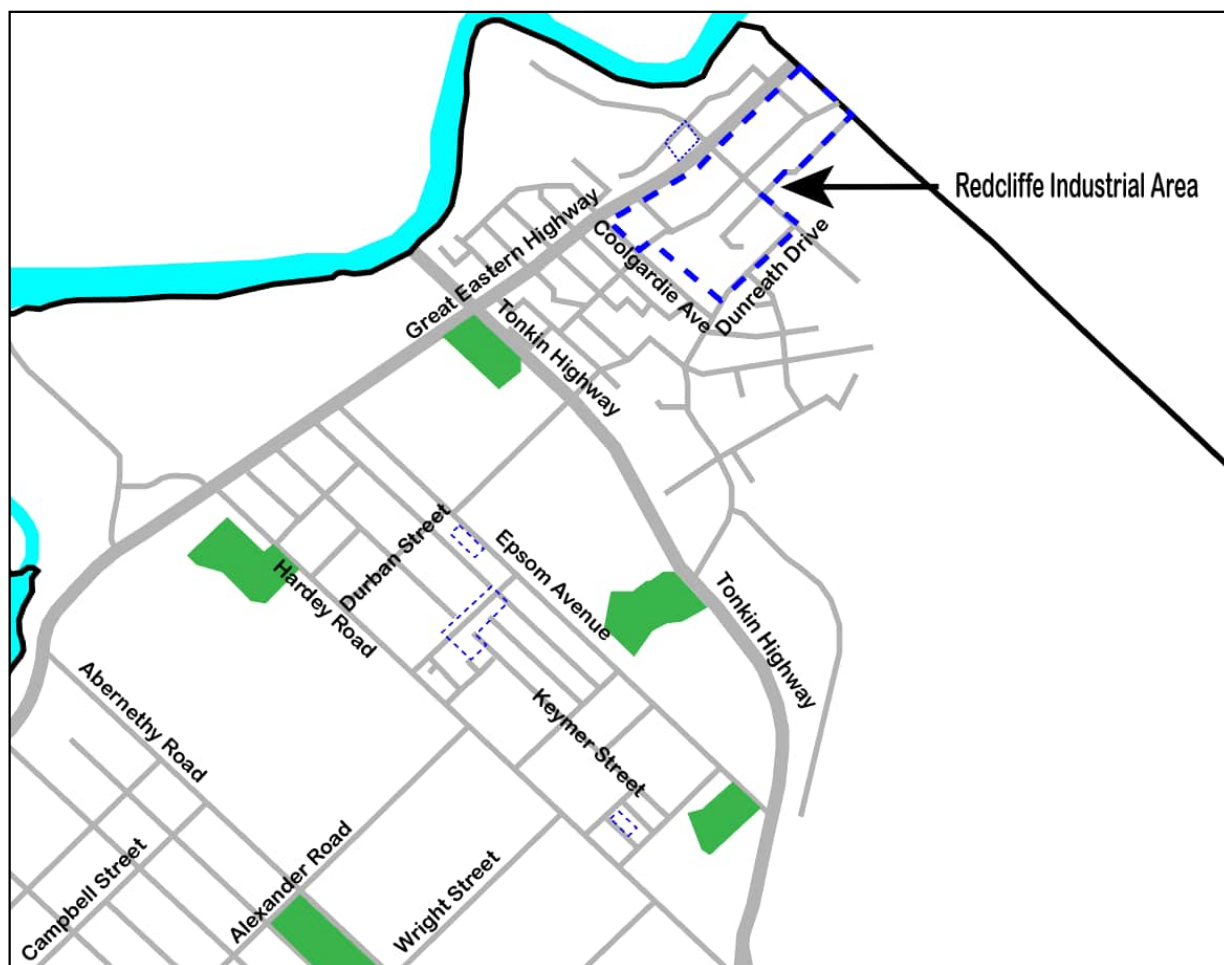 Redcliffe Industrial Area
Great Eastern Highway
Coolgardie Ave
Dunreath Drive
Tonkin Highway
Durban Street
Epsom Avenue
Hardey Road
Tonkin Highway
Abernethy Road
Keymer Street
Campbell Street
Alexander Road
Wright Street